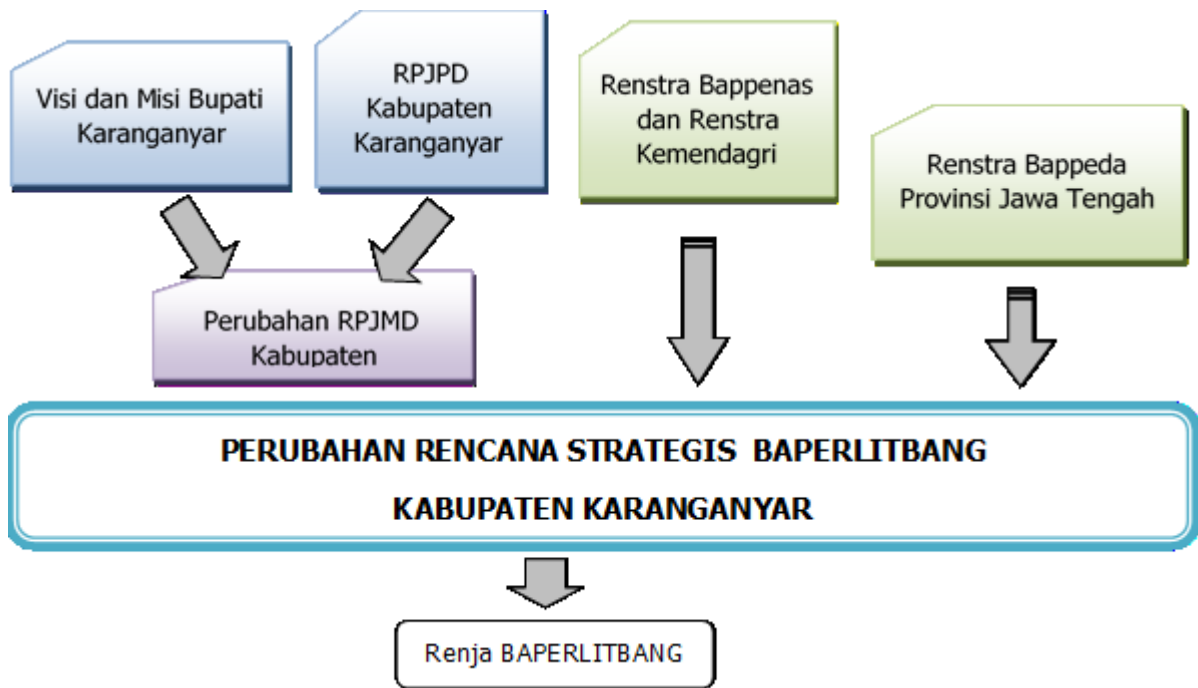 Visi dan Misi Bupati
Karanganyar
RPJPD
Kabupaten
Karanganyar
Renstra Bappenas
dan Renstra
Kemendagri
Renstra Bappeda
Provinsi Jawa Tengah
Perubahan RPJMD
Kabupaten
PERUBAHAN RENCANA STRATEGIS BAPERLITBANG
KABUPATEN KARANGANYAR
Renja BAPERLITBANG